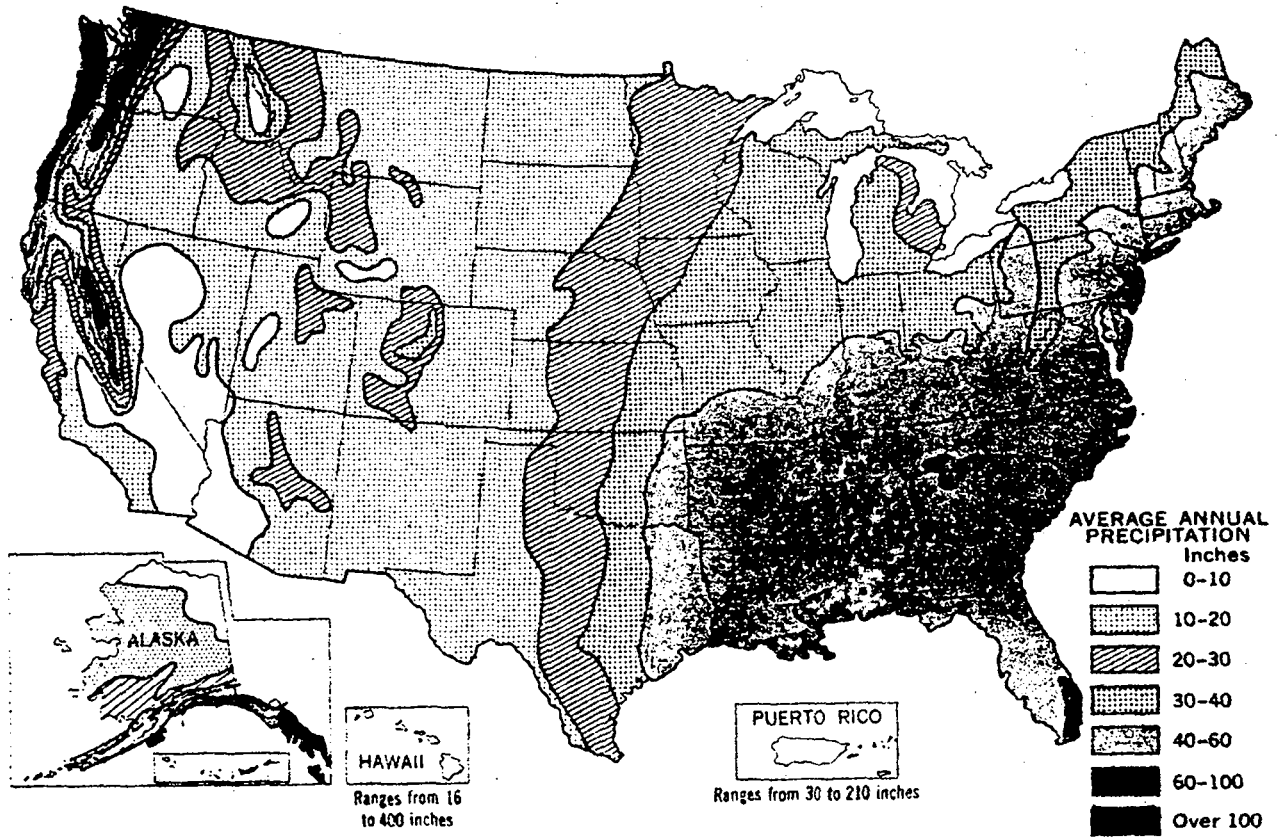 AVERAGE ANNUAL
PRECIPITATION
Inches
0-10
10-20
20-30
30-40
40-60
60-100
Over 100
ALASKA
HAWAII
Ranges from 16
to 400 inches
PUERTO RICO
Ranges from 30 to 210 inches